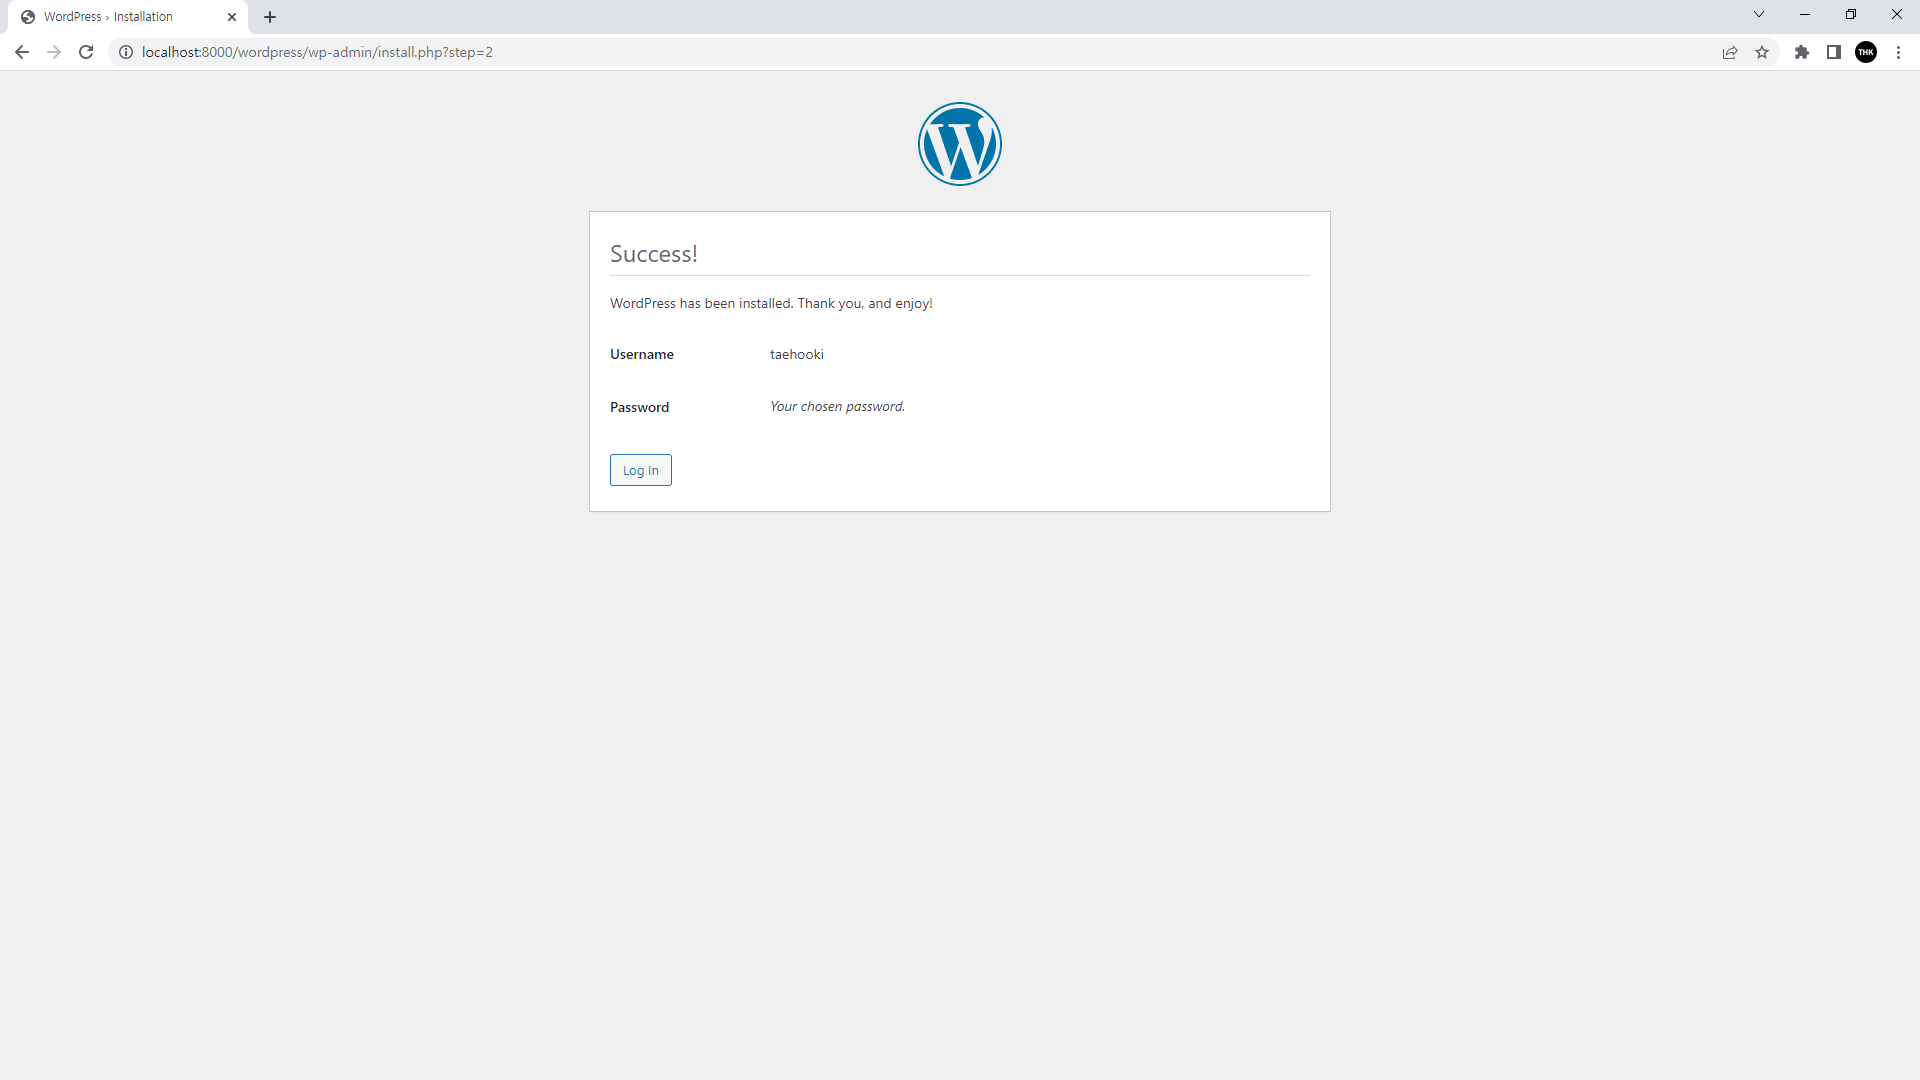 WordPress › Installation
localhost:8000/wordpress/wp-admin/install.php?step=2
THK
Success!
WordPress has been installed. Thank you, and enjoy!
Username taehooki
Password Your chosen password.
Log In